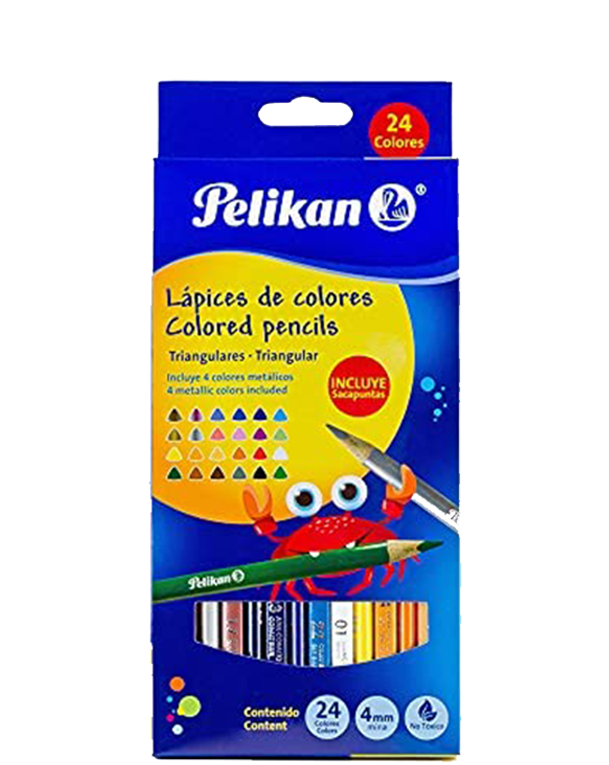 24
Colores
Pelikan®
Lápices de colores
Colored pencils
Triangulares - Triangular
Incluye 4 colores metálicos
4 metallic colors included
INCLUYE
Sacapuntas
Pelikan
01
Contenido
Content
24
Colores
Colors
4mm
mina
No Tóxico